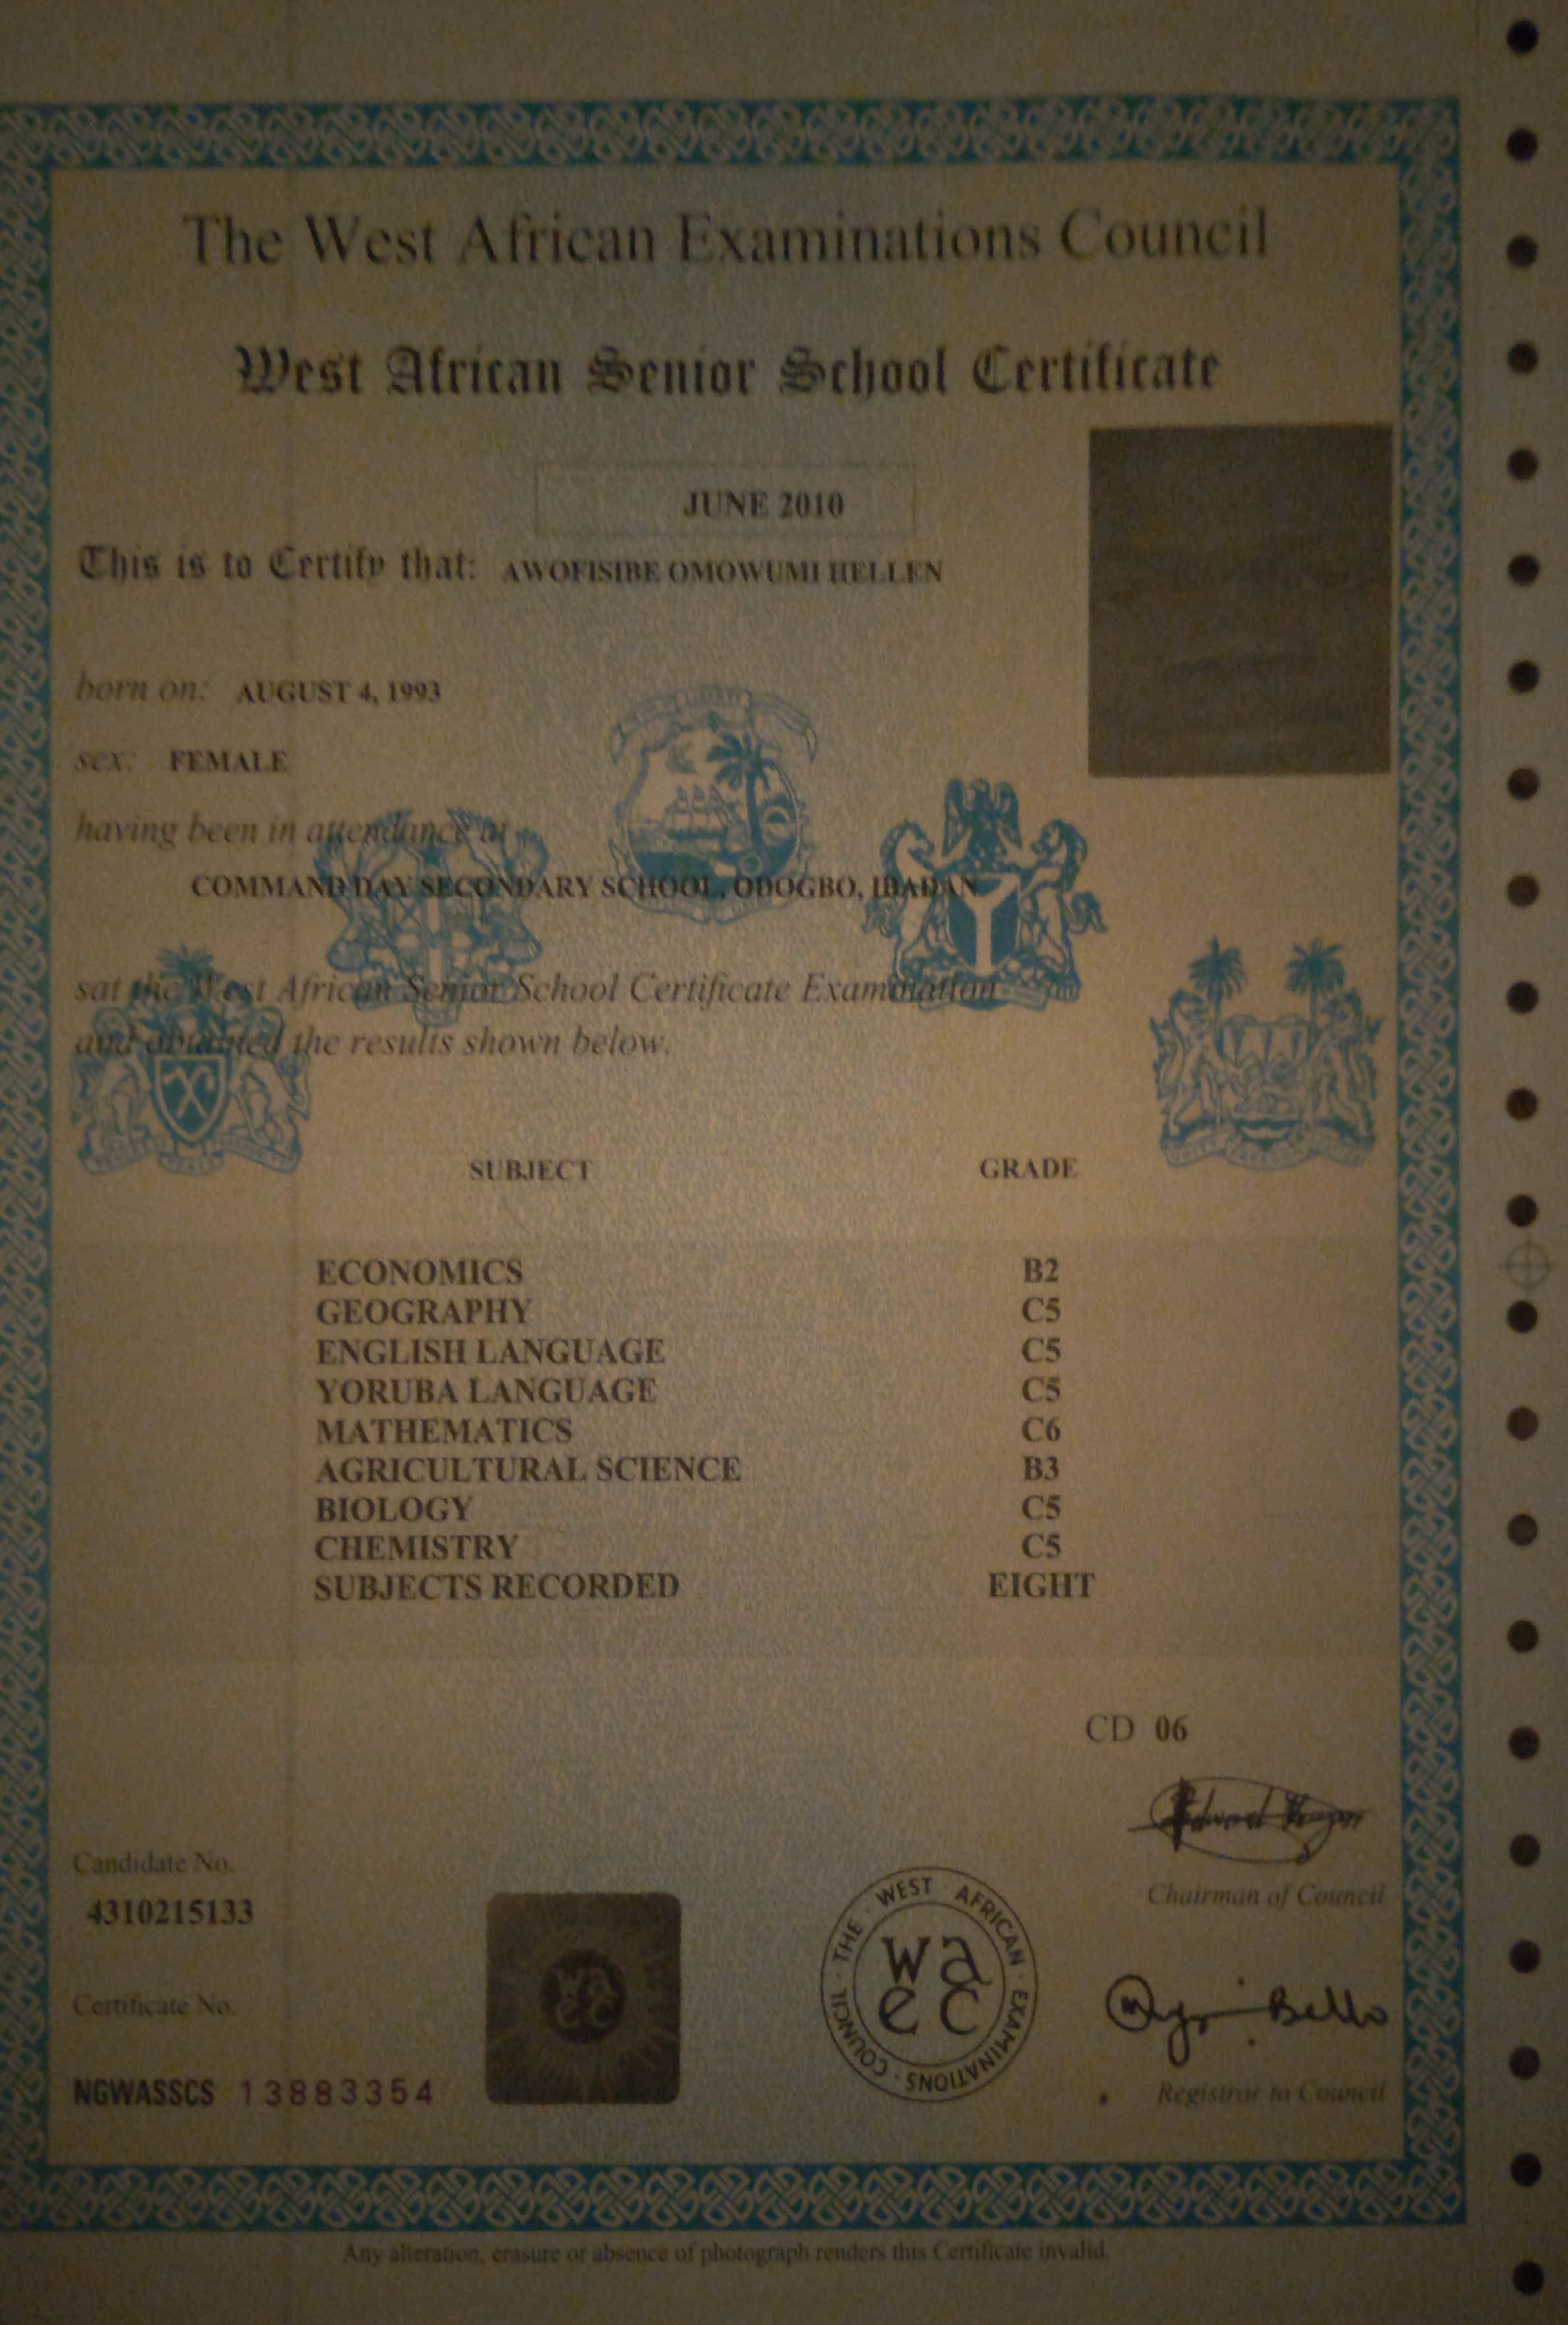 The West African Examinations Council
West African Senior School Certificate
JUNE 2010
This is to Certify that: AWOFISIBE OMOWUMI HELLEN
born on: AUGUST 4, 1993
sex: FEMALE
having been in attendance at
COMMAND DAY SECONDARY SCHOOL, ODOGBO, IBADAN
sat the West African Senior School Certificate Examination
and obtained the results shown below.
SUBJECT GRADE
ECONOMICS B2
GEOGRAPHY C5
ENGLISH LANGUAGE C5
YORUBA LANGUAGE C5
MATHEMATICS C6
AGRICULTURAL SCIENCE B3
BIOLOGY C5
CHEMISTRY C5
SUBJECTS RECORDED EIGHT
CD 06
Chairman of Council
Candidate No.
4310215133
Certificate No.
NGWASSCS 13883354
waec
THE · WEST · AFRICAN · EXAMINATIONS · COUNCIL
waec
Bello
Registrar to Council
Any alteration, erasure or absence of photograph renders this Certificate invalid.